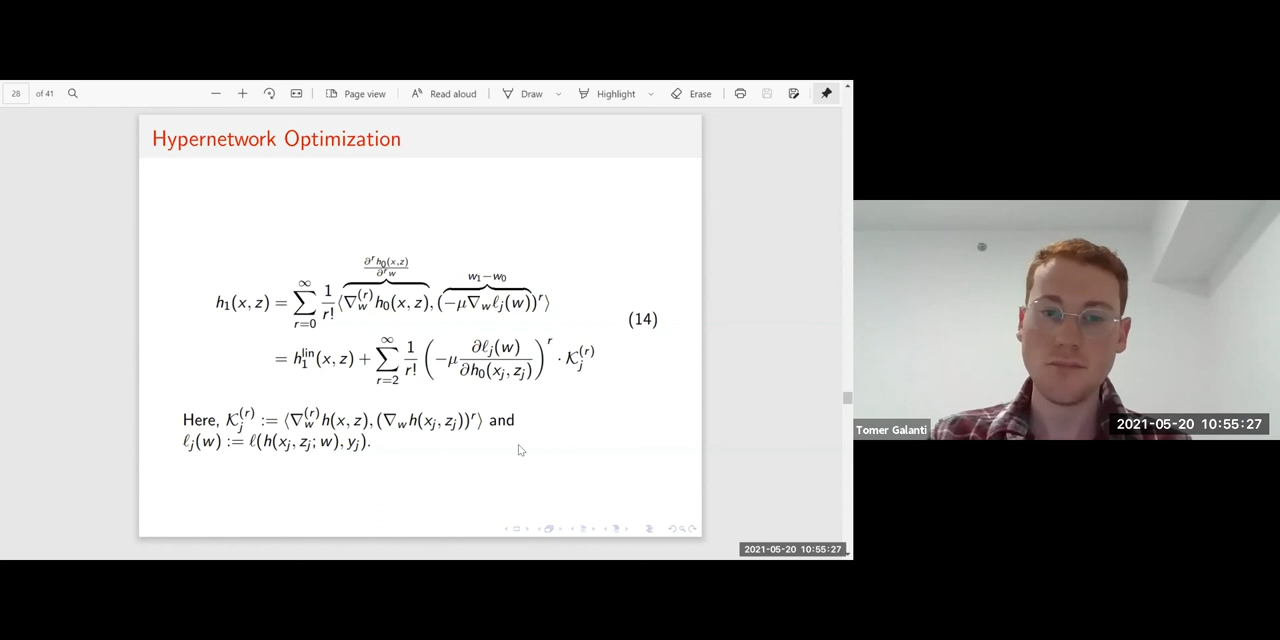 28 of 41 Page view Read aloud Draw Highlight Erase
Hypernetwork Optimization
∂^r h_0(x,z) / ∂^r w
w_1−w_0
h_1(x, z) = ∑_{r=0}^{∞} 1/r! ⟨∇_w^{(r)} h_0(x, z), (−μ∇_w ℓ_j(w))^r⟩
(14)
= h_1^{lin}(x, z) + ∑_{r=2}^{∞} 1/r! (−μ ∂ℓ_j(w)/∂h_0(x_j, z_j))^r · 𝒦_j^{(r)}
Here, 𝒦_j^{(r)} := ⟨∇_w^{(r)} h(x, z), (∇_w h(x_j, z_j))^r⟩ and
ℓ_j(w) := ℓ(h(x_j, z_j; w), y_j).
Tomer Galanti
2021-05-20 10:55:27
2021-05-20 10:55:27